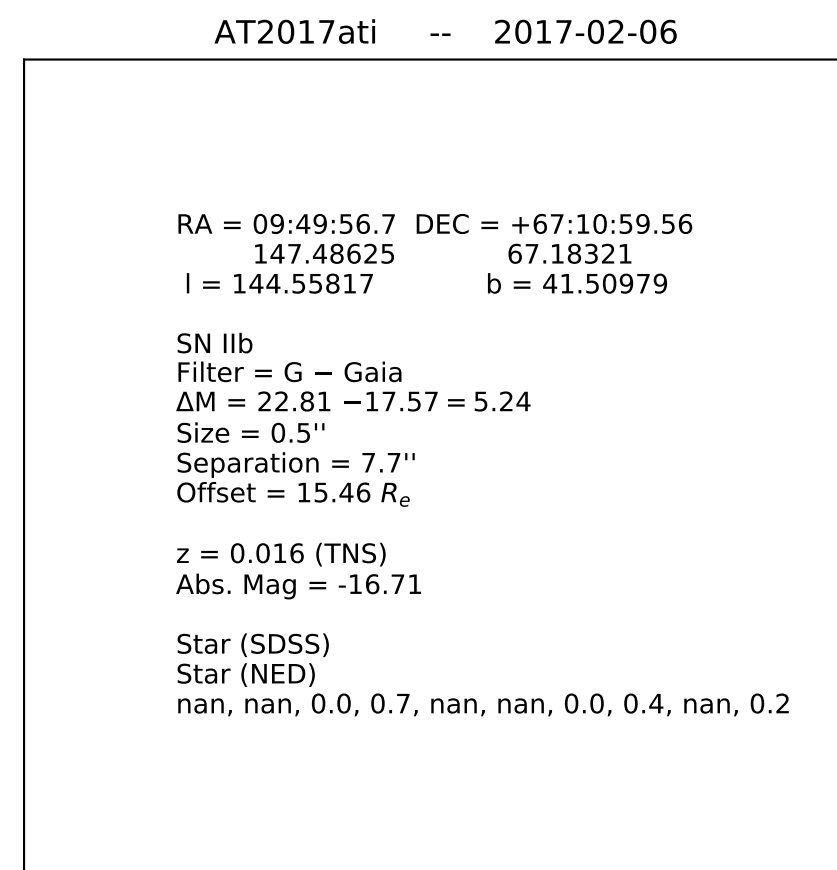 AT2017ati -- 2017-02-06
RA = 09:49:56.7 DEC = +67:10:59.56
147.48625 67.18321
l = 144.55817 b = 41.50979
SN IIb
Filter = G − Gaia
ΔM = 22.81 −17.57 = 5.24
Size = 0.5''
Separation = 7.7''
Offset = 15.46 Re
z = 0.016 (TNS)
Abs. Mag = -16.71
Star (SDSS)
Star (NED)
nan, nan, 0.0, 0.7, nan, nan, 0.0, 0.4, nan, 0.2